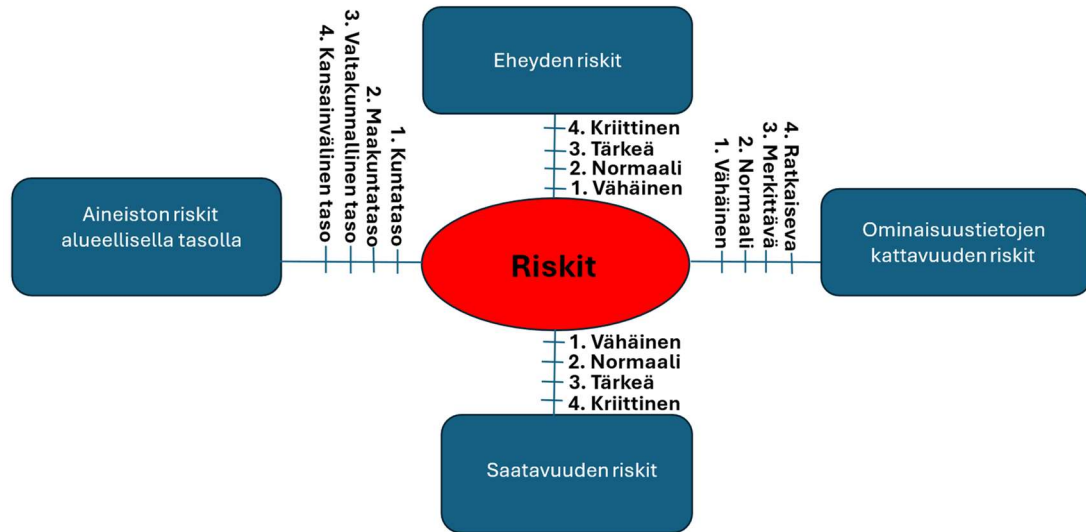 Eheyden riskit
4. Kriittinen
3. Tärkeä
2. Normaali
1. Vähäinen
Aineiston riskit
alueellisella tasolla
4. Kansainvälinen taso
3. Valtakunnallinen taso
2. Maakuntataso
1. Kuntataso
Riskit
1. Vähäinen
2. Normaali
3. Merkittävä
4. Ratkaiseva
Ominaisuustietojen
kattavuuden riskit
1. Vähäinen
2. Normaali
3. Tärkeä
4. Kriittinen
Saatavuuden riskit